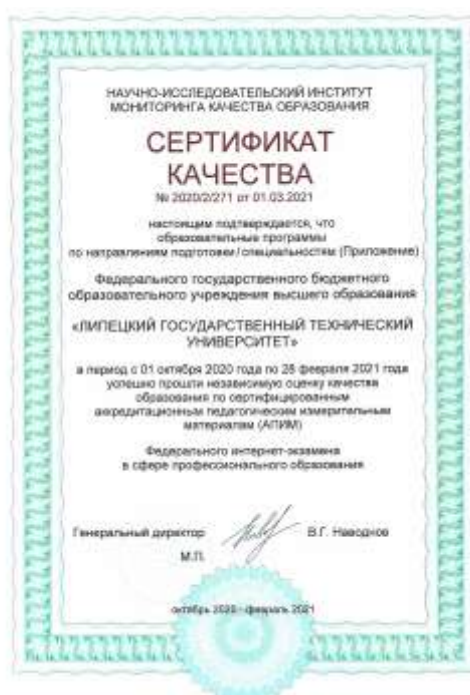 НАУЧНО-ИССЛЕДОВАТЕЛЬСКИЙ ИНСТИТУТ
МОНИТОРИНГА КАЧЕСТВА ОБРАЗОВАНИЯ
СЕРТИФИКАТ
КАЧЕСТВА
№ 2020/2/271 от 01.03.2021
настоящим подтверждается, что
образовательные программы
по направлениям подготовки/специальностям (Приложение)
Федерального государственного бюджетного
образовательного учреждения высшего образования
«ЛИПЕЦКИЙ ГОСУДАРСТВЕННЫЙ ТЕХНИЧЕСКИЙ
УНИВЕРСИТЕТ»
в период с 01 октября 2020 года по 28 февраля 2021 года
успешно прошли независимую оценку качества
образования по сертифицированным
аккредитационным педагогическим измерительным
материалам (АПИМ)
Федерального интернет-экзамена
в сфере профессионального образования
Генеральный директор В.Г. Наводнов
М.П.
октябрь 2020 - февраль 2021